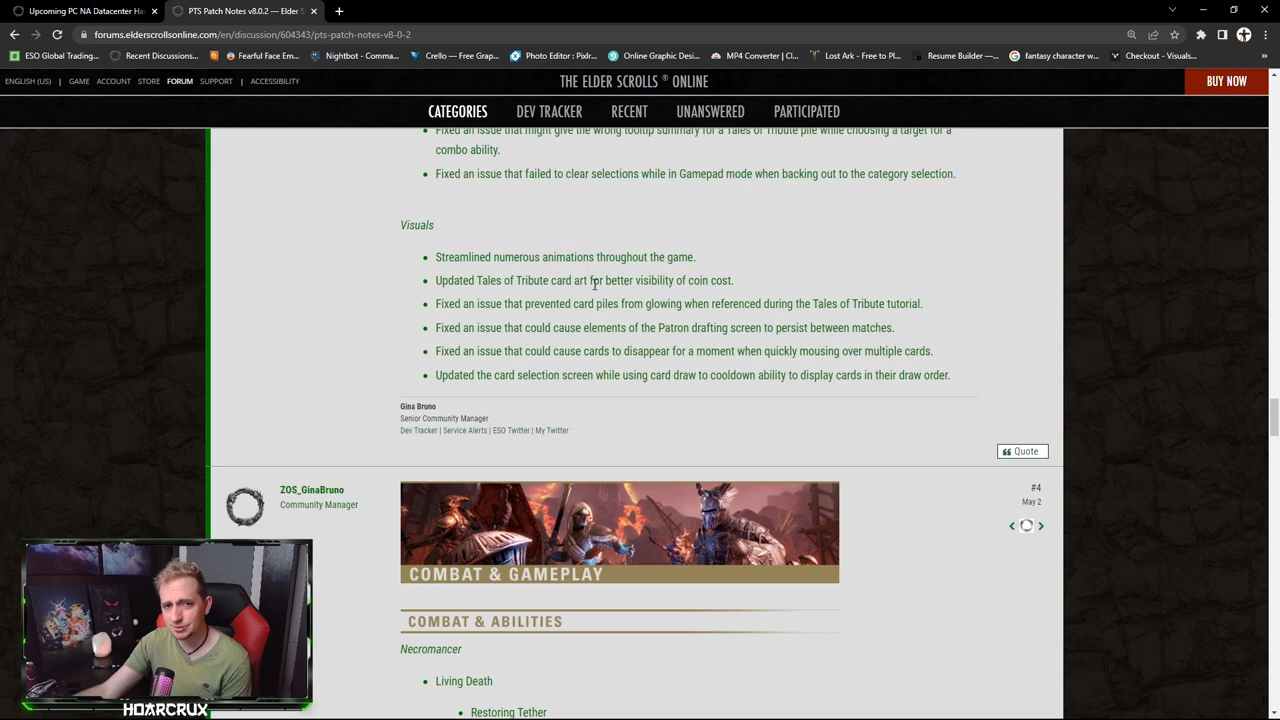 Upcoming PC NA Datacenter Ha
PTS Patch Notes v8.0.2 — Elder S
forums.elderscrollsonline.com/en/discussion/604343/pts-patch-notes-v8-0-2
ESO Global Trading...
Recent Discussions...
Fearful Face Em...
Nightbot - Comma...
Crello — Free Grap...
Photo Editor : Pixlr...
Online Graphic Desi...
MP4 Converter | Cl...
Lost Ark - Free to Pl...
Resume Builder —...
fantasy character w...
Checkout - Visuals...
ENGLISH (US) | GAME ACCOUNT STORE FORUM SUPPORT | ACCESSIBILITY
THE ELDER SCROLLS ® ONLINE
BUY NOW
CATEGORIES DEV TRACKER RECENT UNANSWERED PARTICIPATED
Fixed an issue that might give the wrong tooltip summary for a Tales of Tribute pile while choosing a target for a
combo ability.
Fixed an issue that failed to clear selections while in Gamepad mode when backing out to the category selection.
Visuals
Streamlined numerous animations throughout the game.
Updated Tales of Tribute card art for better visibility of coin cost.
Fixed an issue that prevented card piles from glowing when referenced during the Tales of Tribute tutorial.
Fixed an issue that could cause elements of the Patron drafting screen to persist between matches.
Fixed an issue that could cause cards to disappear for a moment when quickly mousing over multiple cards.
Updated the card selection screen while using card draw to cooldown ability to display cards in their draw order.
Gina Bruno
Senior Community Manager
Dev Tracker | Service Alerts | ESO Twitter | My Twitter
Quote
ZOS_GinaBruno
Community Manager
#4
May 2
COMBAT & GAMEPLAY
COMBAT & ABILITIES
Necromancer
Living Death
Restoring Tether
HOARCRUX